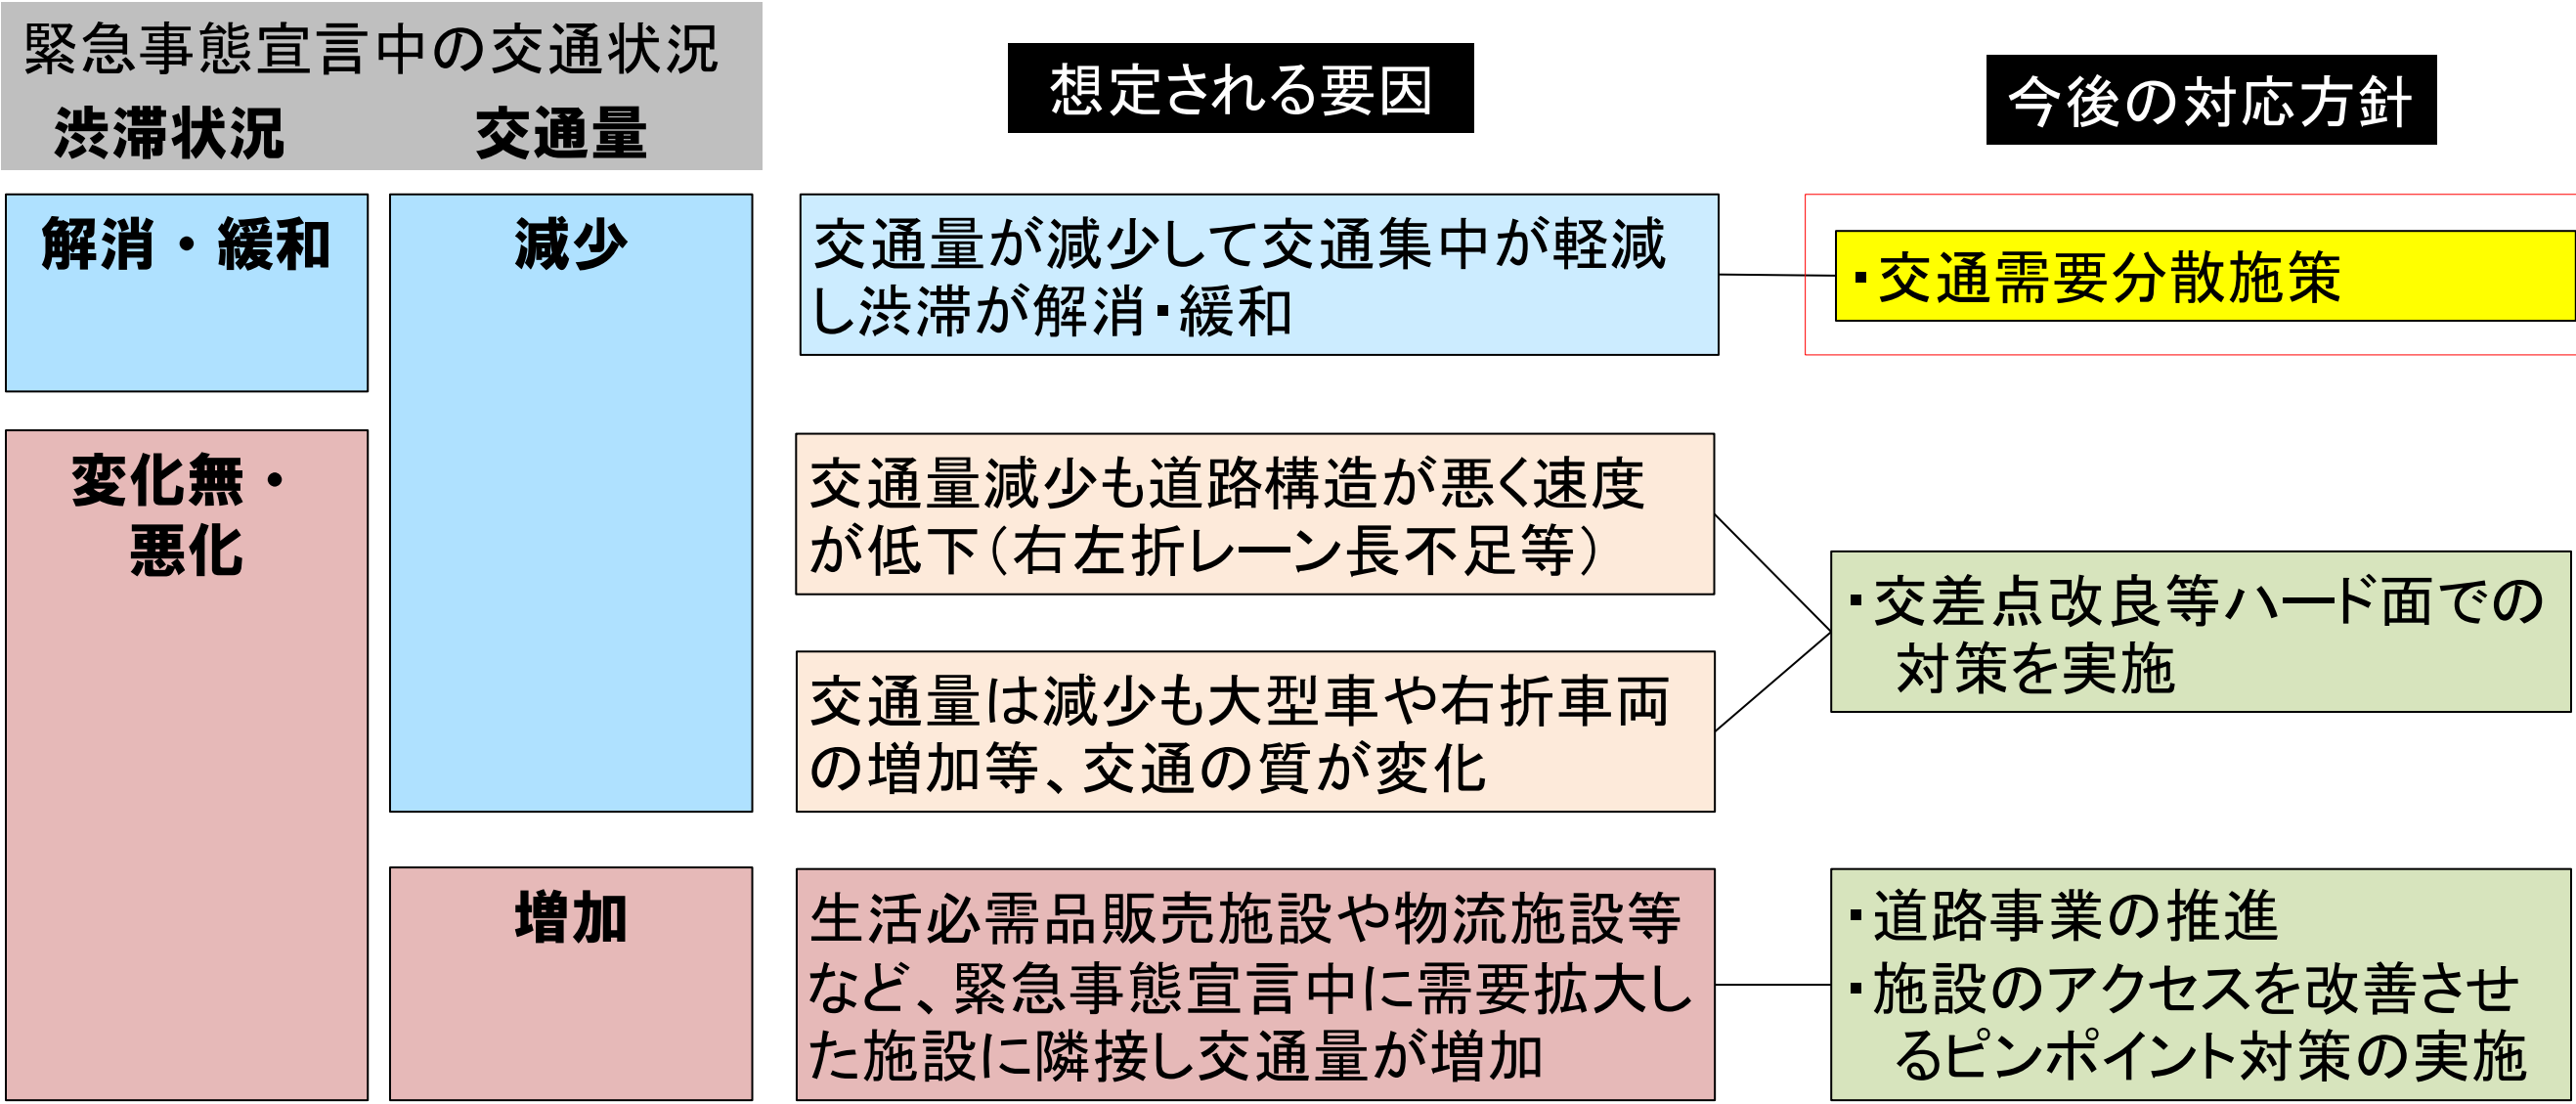 緊急事態宣言中の交通状況
渋滞状況 交通量
想定される要因
今後の対応方針
解消・緩和
減少
交通量が減少して交通集中が軽減
し渋滞が解消・緩和
・交通需要分散施策
変化無・
悪化
交通量減少も道路構造が悪く速度
が低下（右左折レーン長不足等）
交通量は減少も大型車や右折車両
の増加等、交通の質が変化
・交差点改良等ハード面での
対策を実施
増加
生活必需品販売施設や物流施設等
など、緊急事態宣言中に需要拡大し
た施設に隣接し交通量が増加
・道路事業の推進
・施設のアクセスを改善させ
るピンポイント対策の実施